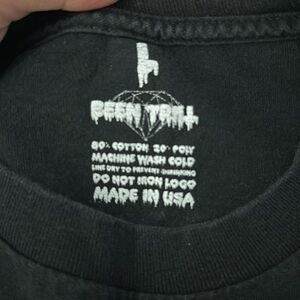 BEEN TRILL
80% COTTON 20% POLY
MACHINE WASH COLD
LINE DRY TO PREVENT SHRINKING
DO NOT IRON LOGO
MADE IN USA